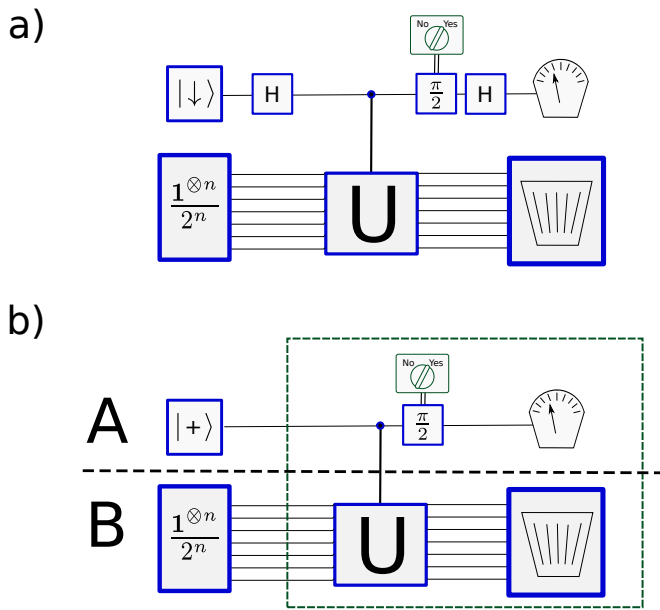 a)
No Yes
|↓⟩ H π/2 H
1^{⊗n}/2^n U
b)
No Yes
A |+⟩ π/2
B 1^{⊗n}/2^n U